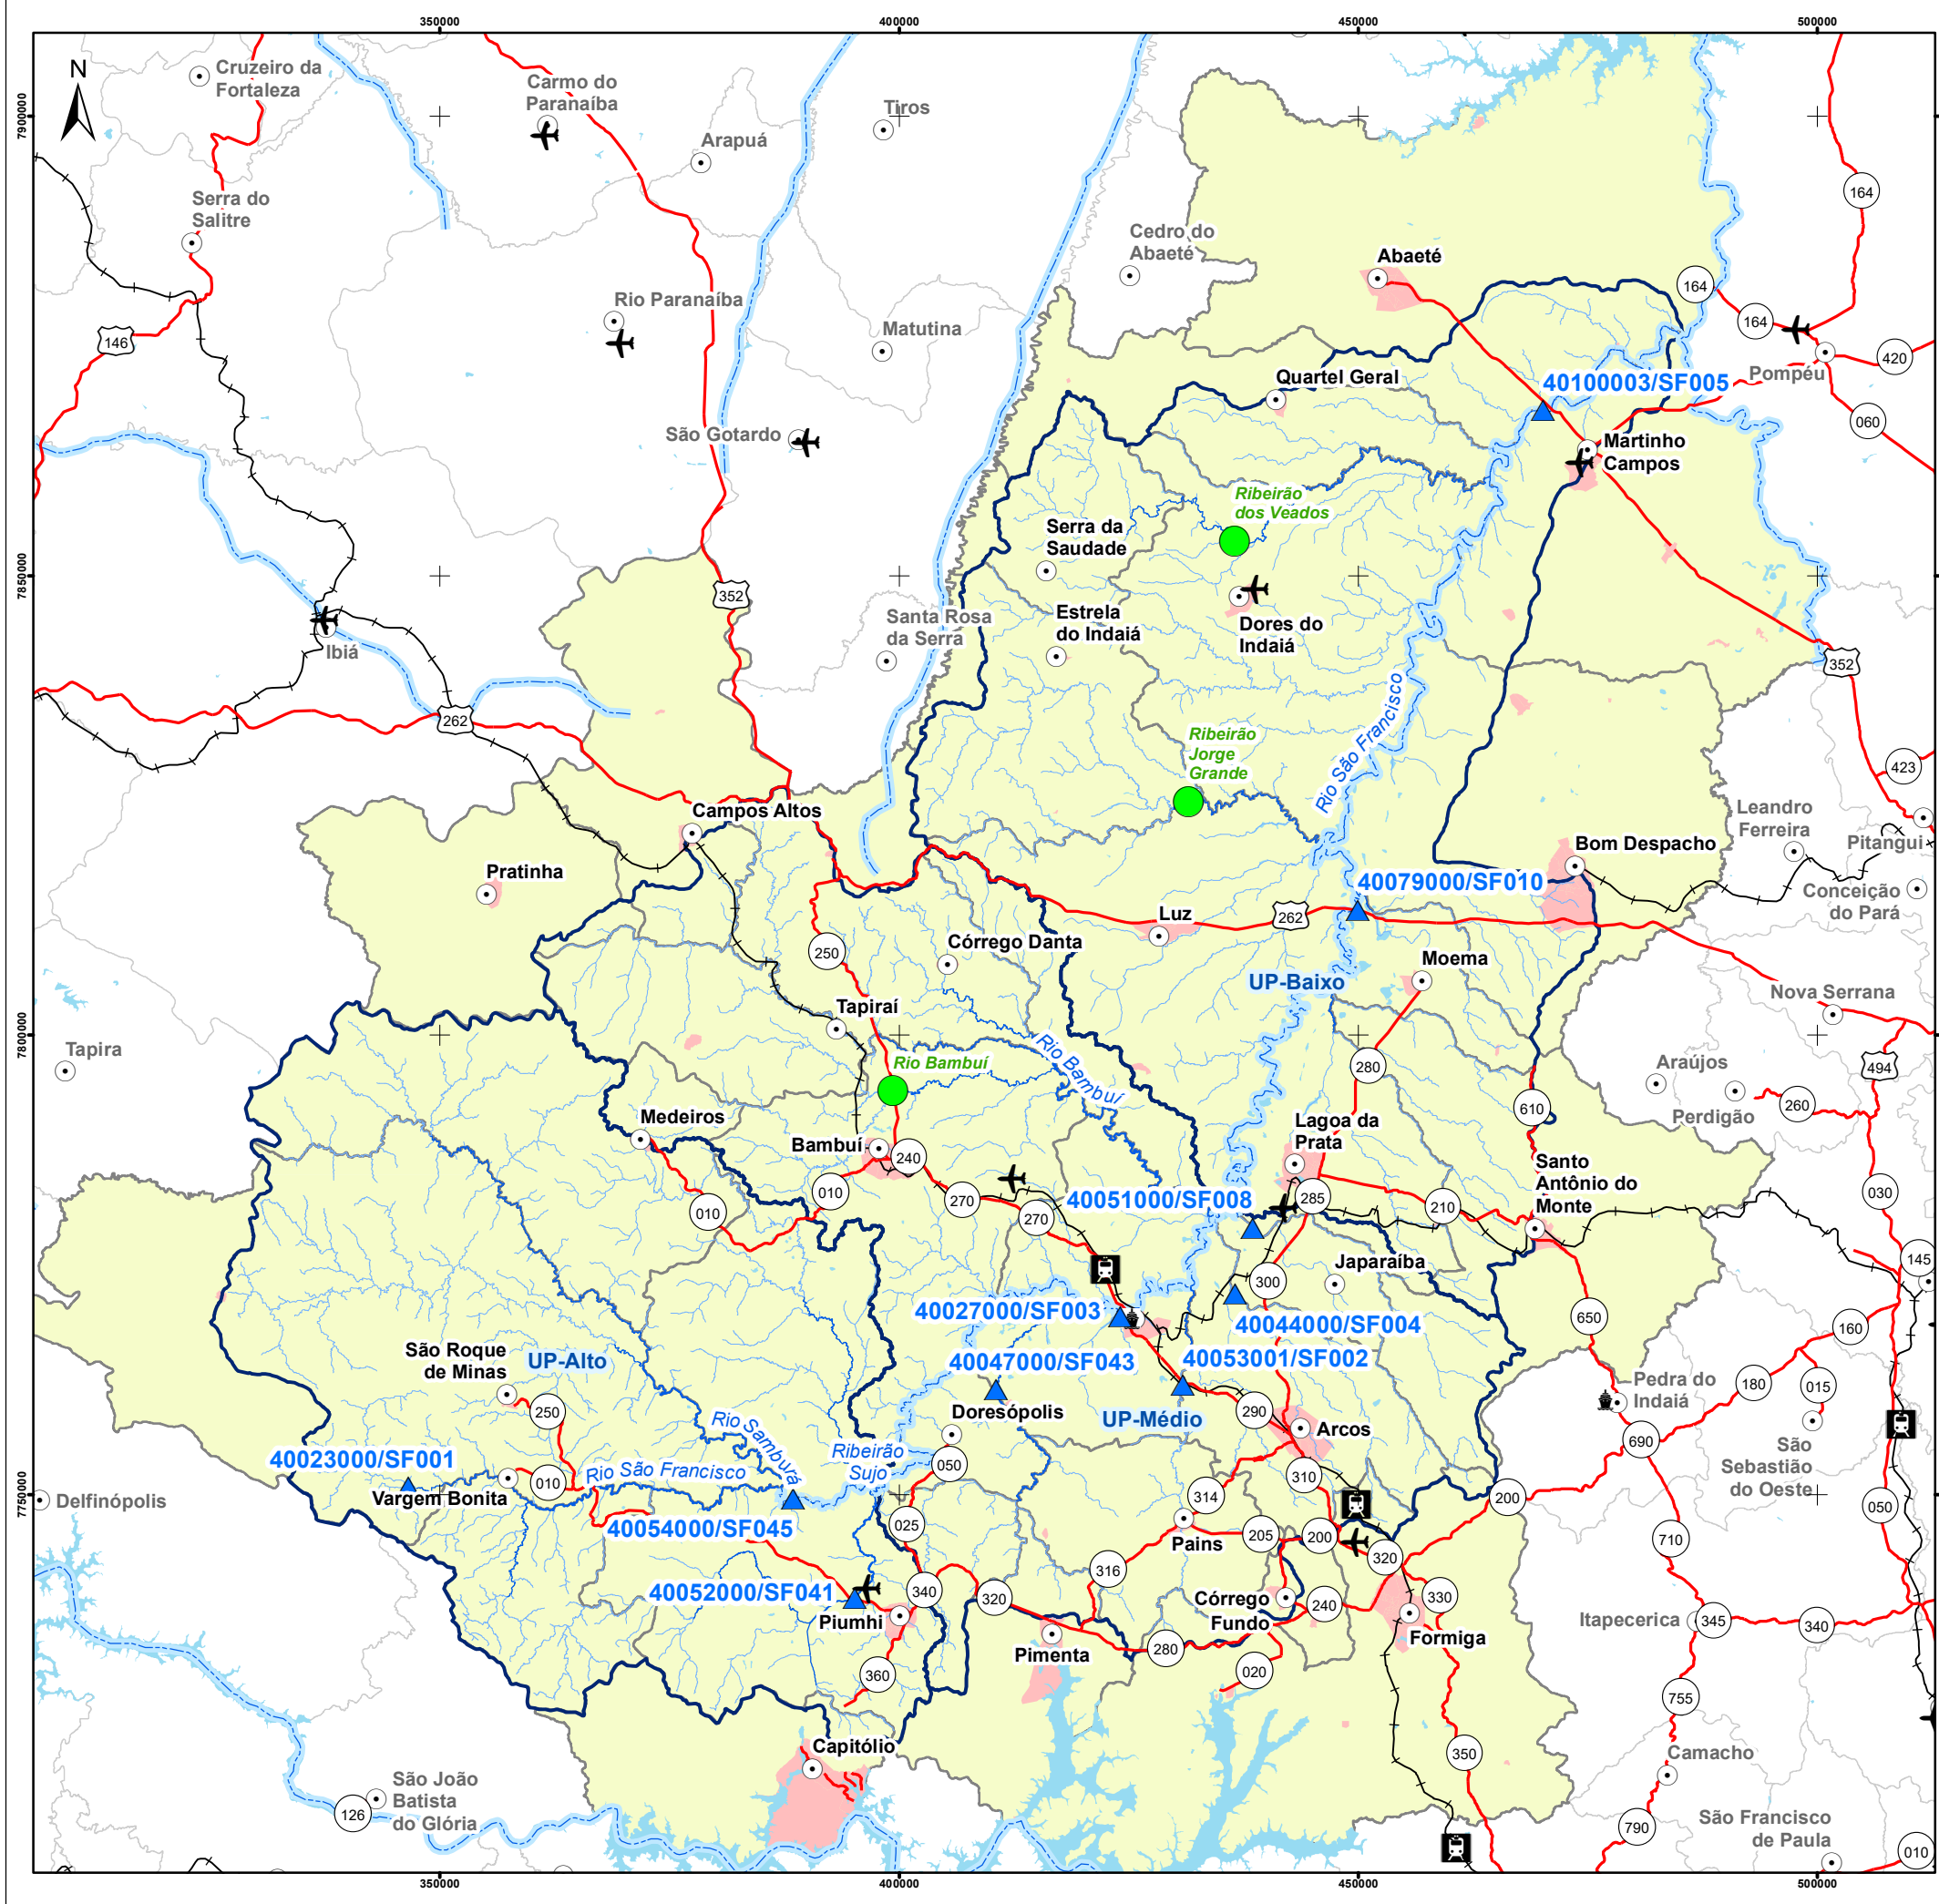 350000
400000
450000
500000
N
Cruzeiro da
Fortaleza
Carmo do
Paranaíba
Tiros
Arapuá
7900000
Serra do
Salitre
164
Cedro do
Abaeté
Abaeté
Rio Paranaíba
Matutina
164
164
146
420
Pompéu
Quartel Geral
40100003/SF005
060
São Gotardo
Martinho
Campos
Ribeirão
dos Veados
Serra da
Saudade
7850000
352
Estrela
do Indaiá
Santa Rosa
da Serra
Dores do
Indaiá
Ibiá
352
262
Rio São Francisco
Ribeirão
Jorge
Grande
423
Campos Altos
Leandro
Ferreira
Pitangui
Bom Despacho
Pratinha
40079000/SF010
Conceição
do Pará
Luz
262
Córrego Danta
250
Moema
UP-Baixo
Nova Serrana
Tapiraí
7800000
Tapira
Rio Bambuí
Rio Bambuí
Araújos
280
494
Perdigão
260
610
Medeiros
Bambuí
Lagoa da
Prata
240
Santo
Antônio do
Monte
010
010
270
270
40051000/SF008
285
210
030
145
Japaraíba
300
40027000/SF003
40044000/SF004
650
160
São Roque
de Minas
UP-Alto
40047000/SF043
40053001/SF002
Pedra do
Indaiá
180
015
250
Doresópolis
UP-Médio
290
Arcos
690
Rio Samburá
Ribeirão
Sujo
40023000/SF001
050
São
Sebastião
do Oeste
010
Rio São Francisco
310
7750000
Delfinópolis
Vargem Bonita
314
200
050
40054000/SF045
025
Pains
205
200
710
320
316
40052000/SF041
340
320
Córrego
Fundo
330
240
Piumhi
Formiga
Itapecerica
345
340
Pimenta
280
020
360
755
Capitólio
350
Camacho
São João
Batista
do Glória
126
São Francisco
de Paula
790
010
350000
400000
450000
500000